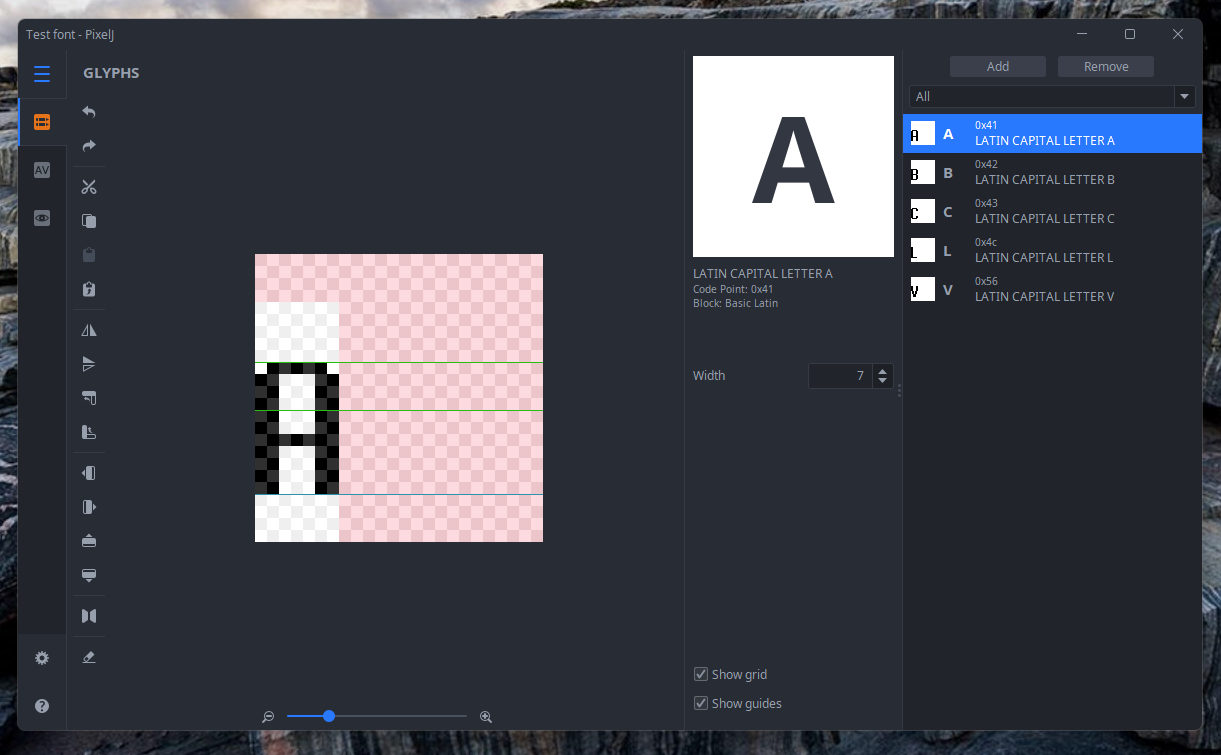 Test font - PixelJ
GLYPHS
AV
A
LATIN CAPITAL LETTER A
Code Point: 0x41
Block: Basic Latin
Width 7
Show grid
Show guides
Add Remove
All
A A 0x41
LATIN CAPITAL LETTER A
B B 0x42
LATIN CAPITAL LETTER B
C C 0x43
LATIN CAPITAL LETTER C
L L 0x4c
LATIN CAPITAL LETTER L
V V 0x56
LATIN CAPITAL LETTER V